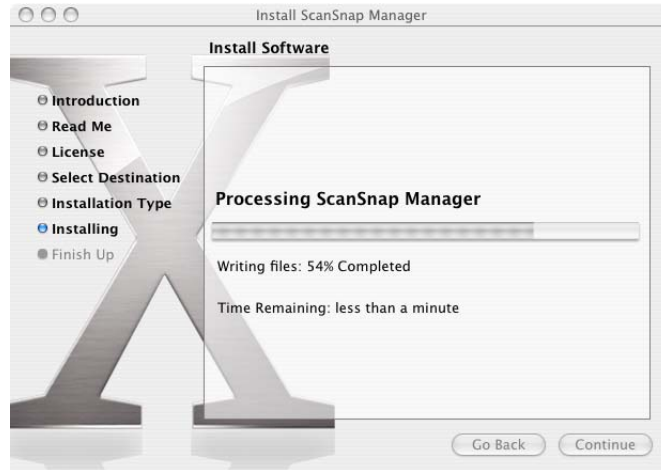 Install ScanSnap Manager
Install Software
Introduction
Read Me
License
Select Destination
Installation Type
Installing
Finish Up
Processing ScanSnap Manager
Writing files: 54% Completed
Time Remaining: less than a minute
Go Back
Continue